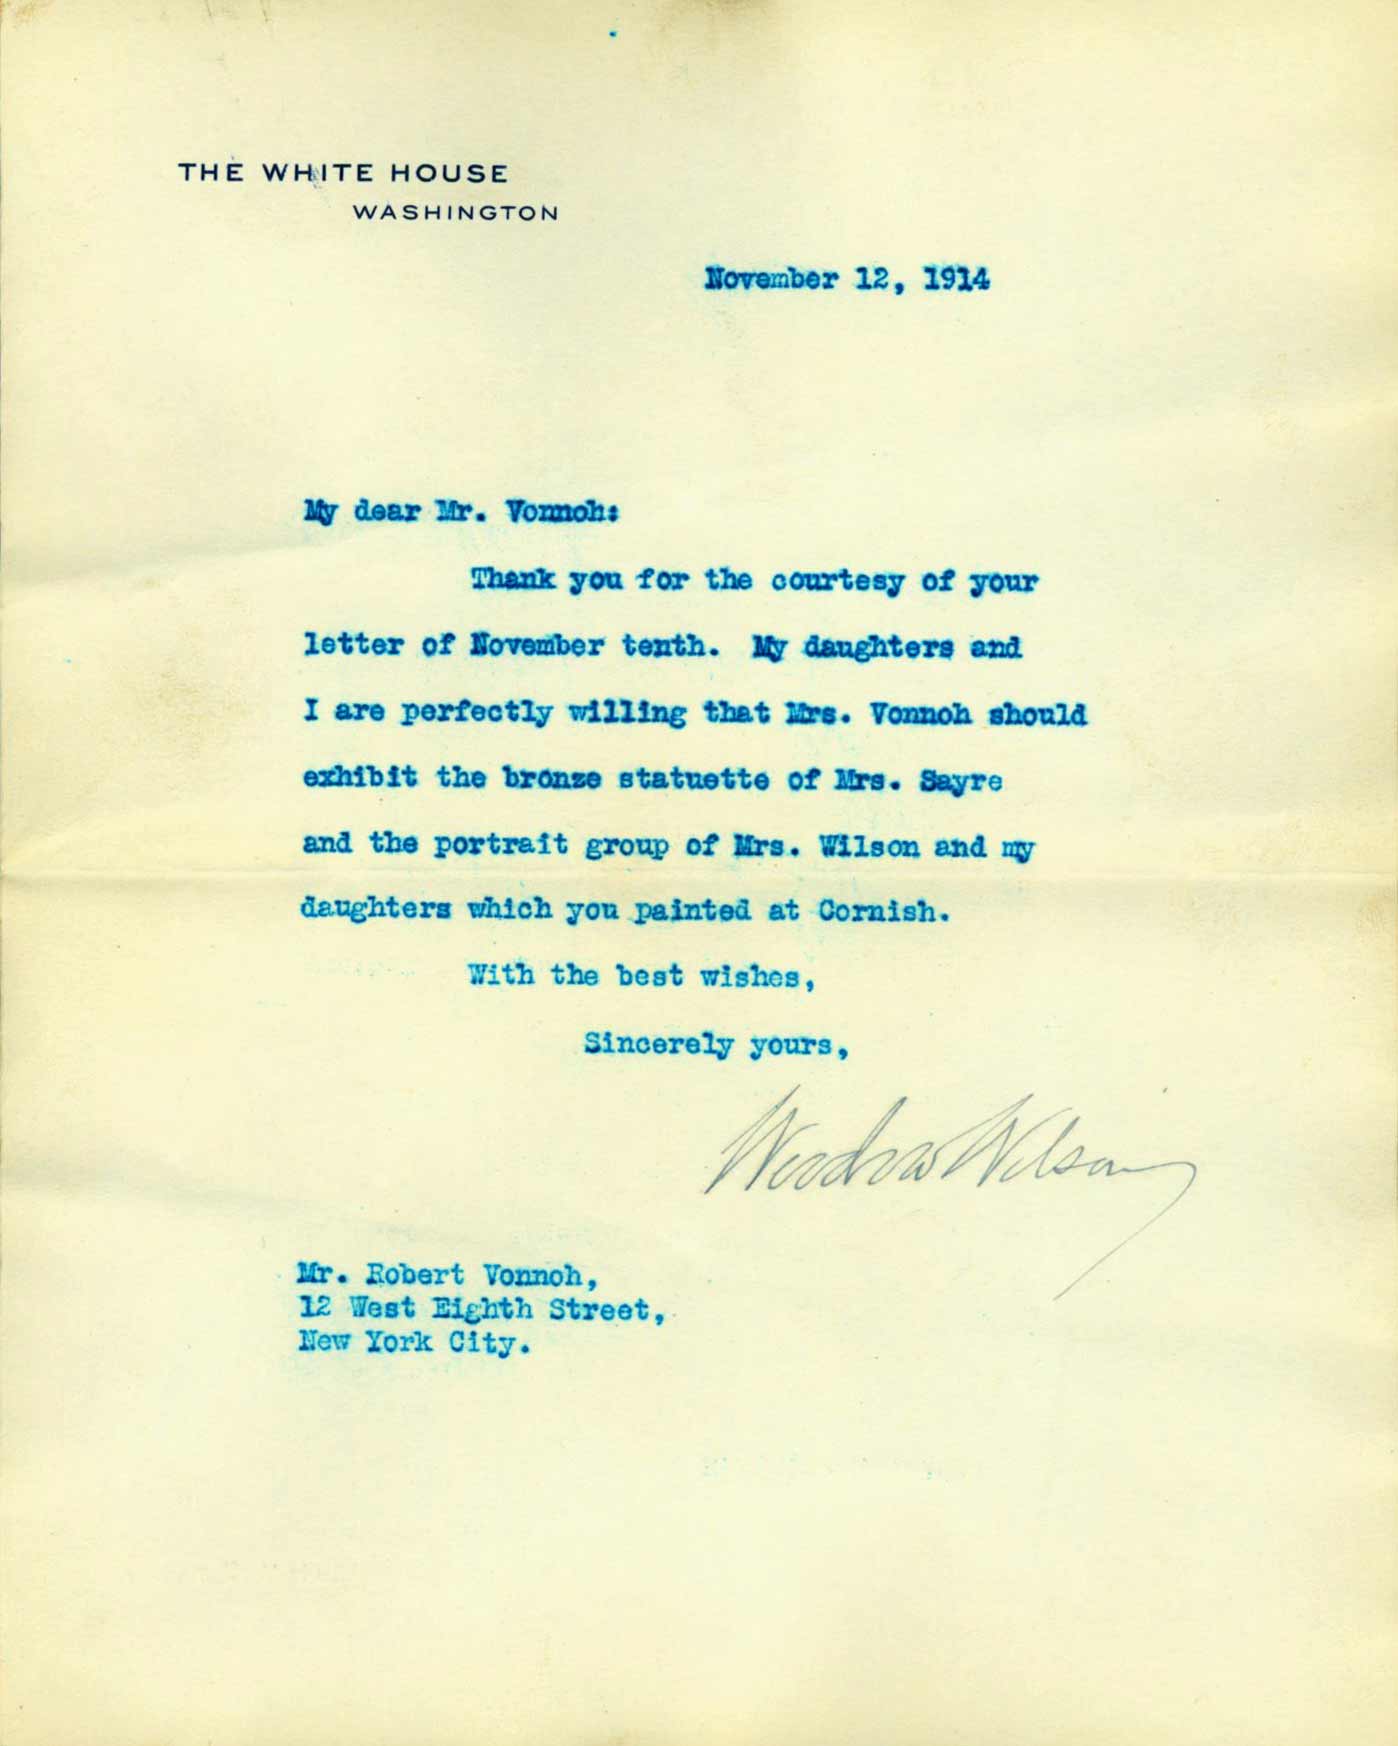 THE WHITE HOUSE
WASHINGTON
November 12, 1914
My dear Mr. Vonnoh:
Thank you for the courtesy of your
letter of November tenth. My daughters and
I are perfectly willing that Mrs. Vonnoh should
exhibit the bronze statuette of Mrs. Sayre
and the portrait group of Mrs. Wilson and my
daughters which you painted at Cornish.
With the best wishes,
Sincerely yours,
Woodrow Wilson
Mr. Robert Vonnoh,
12 West Eighth Street,
New York City.